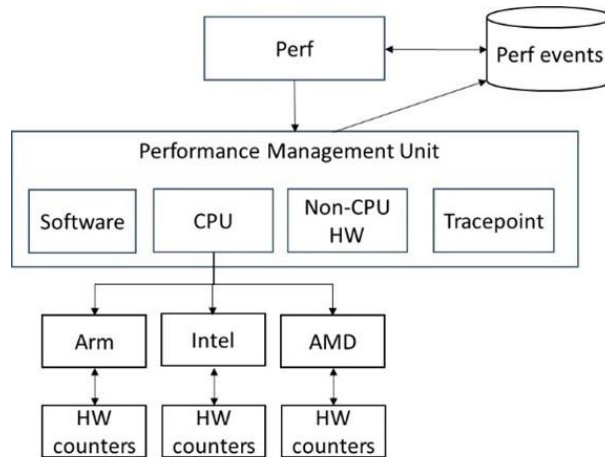 Perf
Perf events
Performance Management Unit
Software
CPU
Non-CPU
HW
Tracepoint
Arm
Intel
AMD
HW
counters
HW
counters
HW
counters